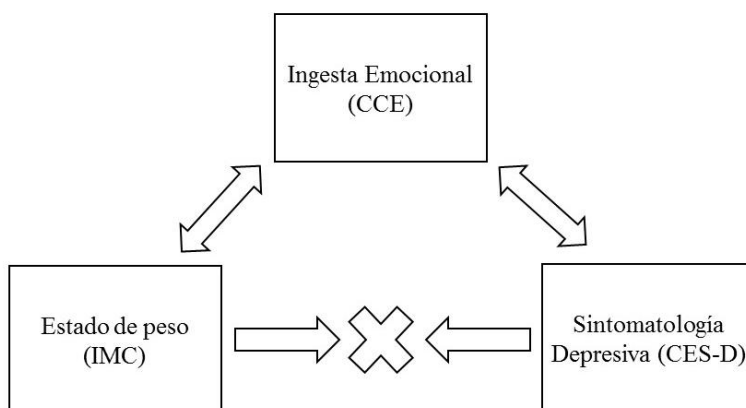 Ingesta Emocional
(CCE)
Estado de peso
(IMC)
Sintomatología
Depresiva (CES-D)